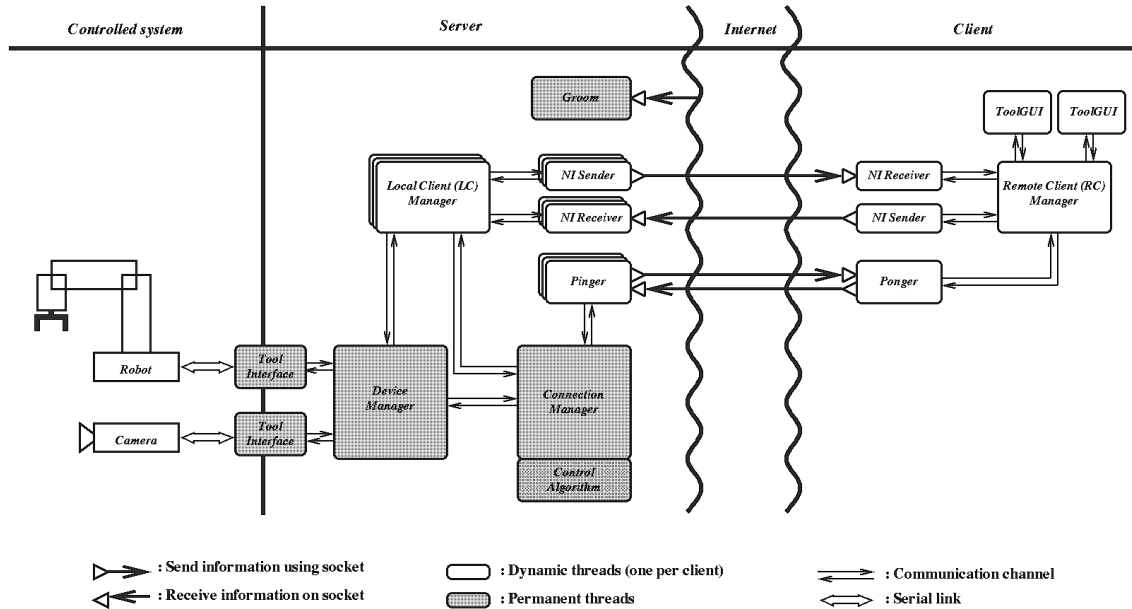 Controlled system
Server
Internet
Client
Groom
ToolGUI
ToolGUI
Local Client (LC)
Manager
NI Sender
NI Receiver
NI Receiver
NI Sender
Remote Client (RC)
Manager
Pinger
Ponger
Robot
Tool
Interface
Device
Manager
Connection
Manager
Camera
Tool
Interface
Control
Algorithm
: Send information using socket
: Receive information on socket
: Dynamic threads (one per client)
: Permanent threads
: Communication channel
: Serial link